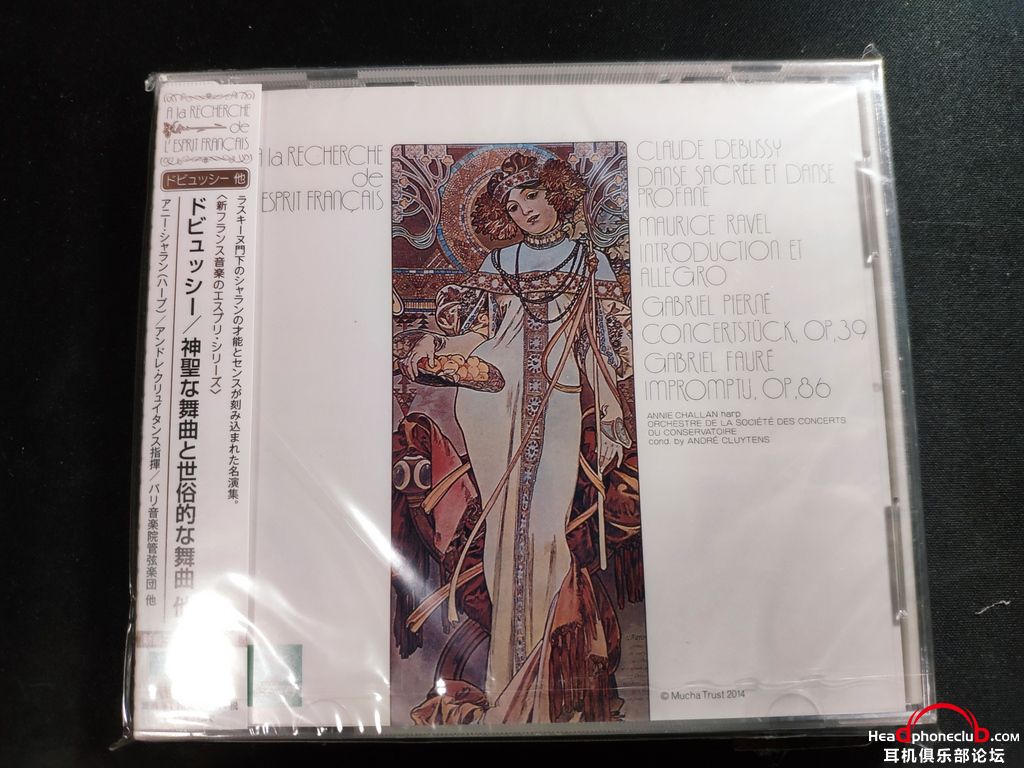 A la RECHERCHE
de
L'ESPRIT FRANÇAIS
ドビュッシー 他
ラスキーヌ門下のシャランの才能とセンスが刻み込まれた名演集。
〈新フランス音楽のエスプリ・シリーズ〉
ドビュッシー/神聖な舞曲と世俗的な舞曲 他
アニー・シャラン(ハープ)/アンドレ・クリュイタンス指揮/パリ音楽院管弦楽団 他
A la RECHERCHE
de
ESPRIT FRANÇAIS
CLAUDE DEBUSSY
DANSE SACRÉE ET DANSE
PROFANE
MAURICE RAVEL
INTRODUCTION ET
ALLEGRO
GABRIEL PIERNÉ
CONCERTSTÜCK, OP.39
GABRIEL FAURÉ
IMPROMPTU, OP.86
ANNIE CHALLAN harp
ORCHESTRE DE LA SOCIÉTÉ DES CONCERTS
DU CONSERVATOIRE
cond. by ANDRÉ CLUYTENS
© Mucha Trust 2014
Headphoneclub.com
耳机俱乐部论坛